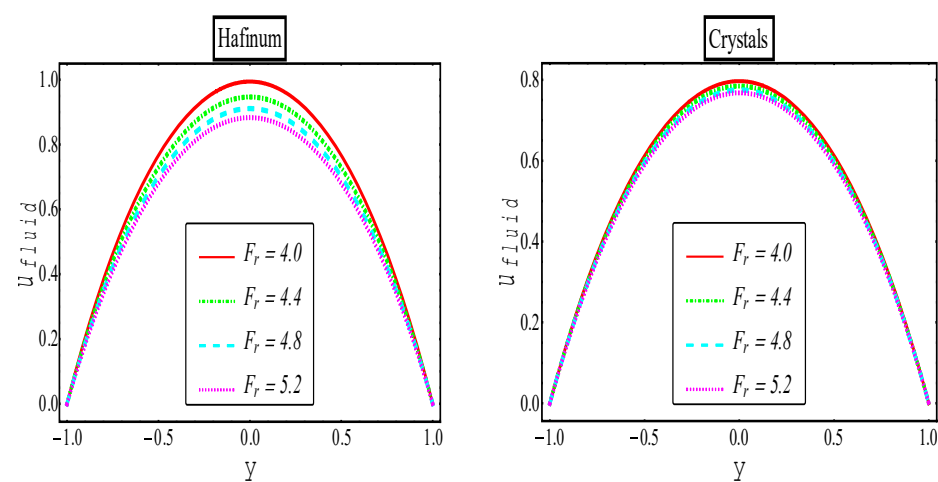 Hafinum
1.0
0.8
0.6
0.4
0.2
0.0
u fluid
F_r = 4.0
F_r = 4.4
F_r = 4.8
F_r = 5.2
−1.0 −0.5 0.0 0.5 1.0
y
Crystals
0.8
0.6
0.4
0.2
0.0
u fluid
F_r = 4.0
F_r = 4.4
F_r = 4.8
F_r = 5.2
−1.0 −0.5 0.0 0.5 1.0
y